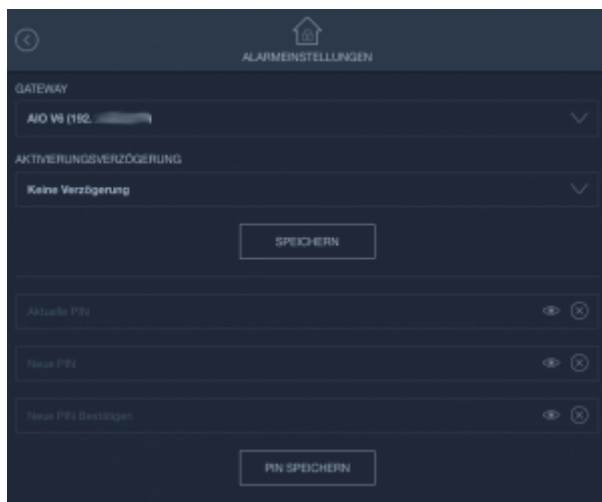 ALARMEINSTELLUNGEN
GATEWAY
AIO V6 (192.
AKTIVIERUNGSVERZÖGERUNG
Keine Verzögerung
SPEICHERN
Aktuelle PIN
Neue PIN
Neue PIN Bestätigen
PIN SPEICHERN